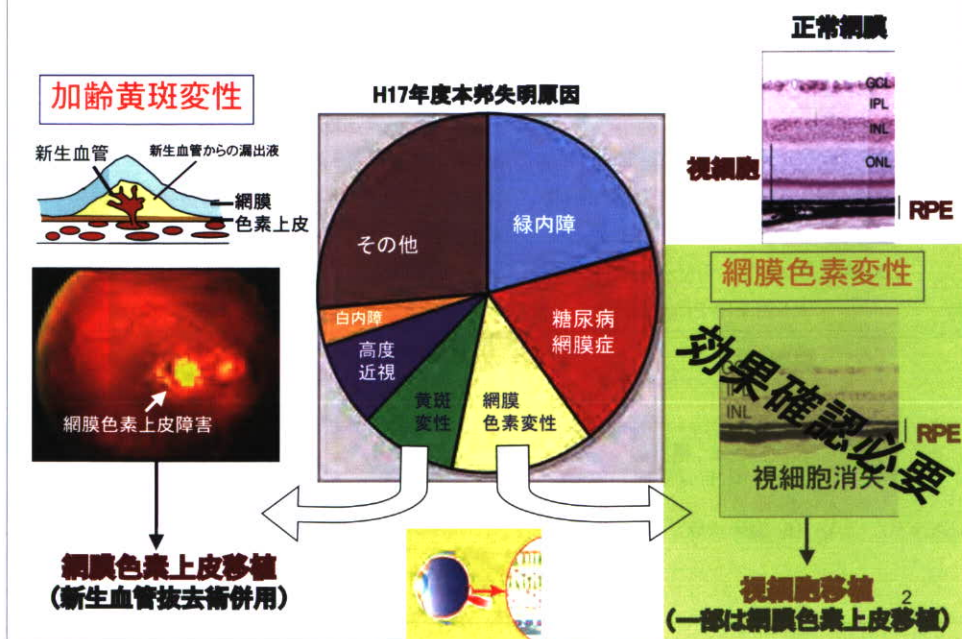 正常網膜
加齢黄斑変性
H17年度本邦失明原因
GCL
IPL
INL
ONL
視細胞
RPE
新生血管
新生血管からの漏出液
網膜
色素上皮
その他
緑内障
糖尿病
網膜症
白内障
高度
近視
黄斑
変性
網膜
色素変性
網膜色素上皮障害
網膜色素変性
効果確認必要
INL
RPE
視細胞消失
網膜色素上皮移植
(新生血管抜去術併用)
視細胞移植
(一部は網膜色素上皮移植)
2